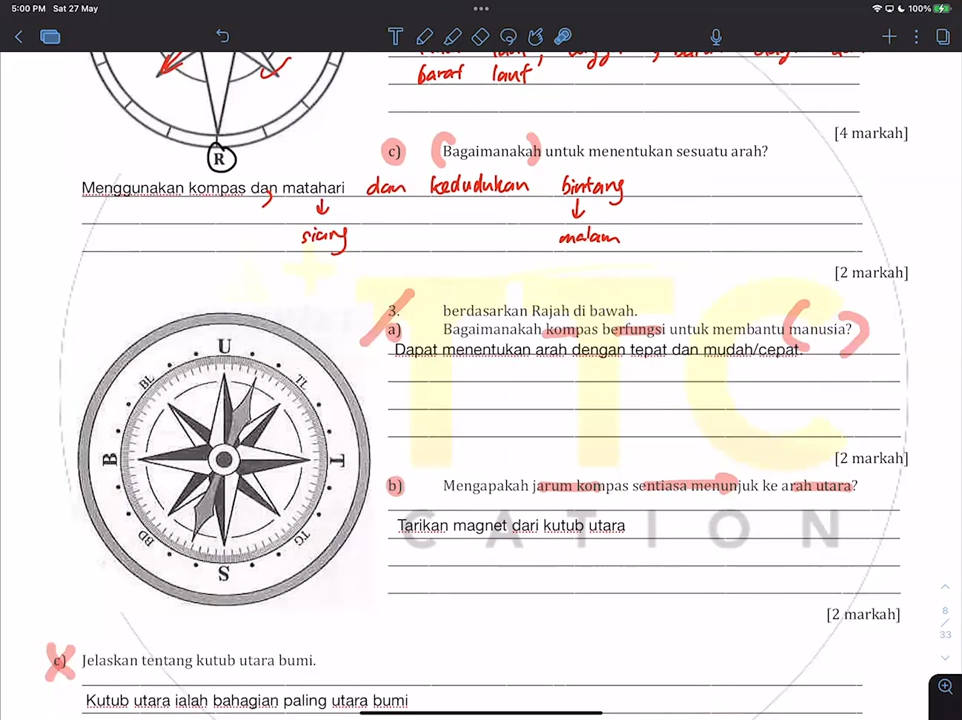 5:00 PM Sat 27 May
100%
barat laut
R
[4 markah]
c) Bagaimanakah untuk menentukan sesuatu arah?
Menggunakan kompas dan matahari , dan kedudukan bintang
siang malam
[2 markah]
3. berdasarkan Rajah di bawah.
a) Bagaimanakah kompas berfungsi untuk membantu manusia?
Dapat menentukan arah dengan tepat dan mudah/cepat.
U
BL TL
B T
BD TG
S
[2 markah]
b) Mengapakah jarum kompas sentiasa menunjuk ke arah utara?
Tarikan magnet dari kutub utara
TTC
CATION
[2 markah]
8
/
33
c) Jelaskan tentang kutub utara bumi.
Kutub utara ialah bahagian paling utara bumi